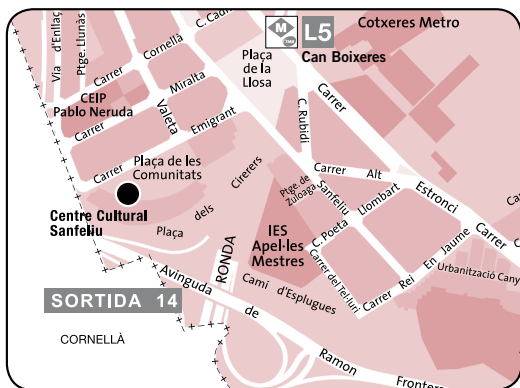 Via d'Enllaç
Ptge. Llunàs
Carrer
Cornellà
C. Cadí
M
L5
Cotxeres Metro
Can Boixeres
Plaça
de la
Llosa
Miralta
CEIP
Pablo Neruda
Carrer
Valeta
Emigrant
C. Rubidi
Carrer
Plaça de les
Comunitats
Carrer
Cirerers
dels
Plaça
Carrer Alt
Estronci
Carrer
Ptge. de
Zuloaga
Sanfeliu
Llombart
C. Poeta
Centre Cultural
Sanfeliu
IES
Apel·les
Mestres
Carrer del Tel·luri
Carrer Rei En Jaume
Urbanització Cany
RONDA
Camí d'Esplugues
Avinguda
de
Ramon
Frontera
SORTIDA 14
CORNELLÀ